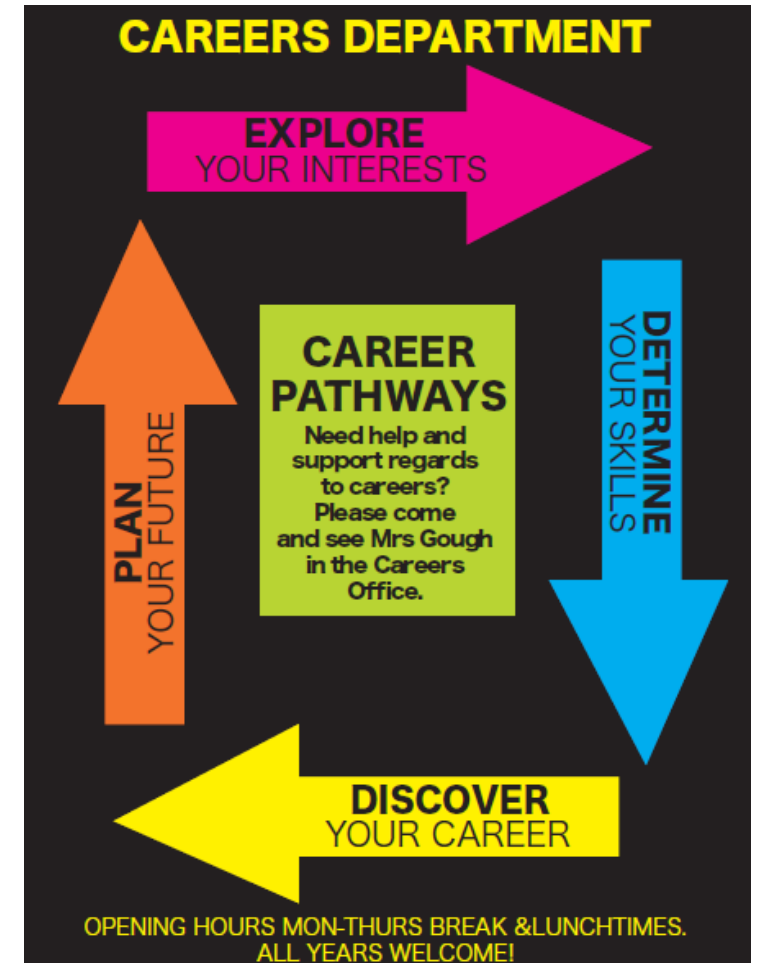 CAREERS DEPARTMENT
EXPLORE
YOUR INTERESTS
DETERMINE
YOUR SKILLS
DISCOVER
YOUR CAREER
PLAN
YOUR FUTURE
CAREER
PATHWAYS
Need help and
support regards
to careers?
Please come
and see Mrs Gough
in the Careers
Office.
OPENING HOURS MON-THURS BREAK &LUNCHTIMES.
ALL YEARS WELCOME!